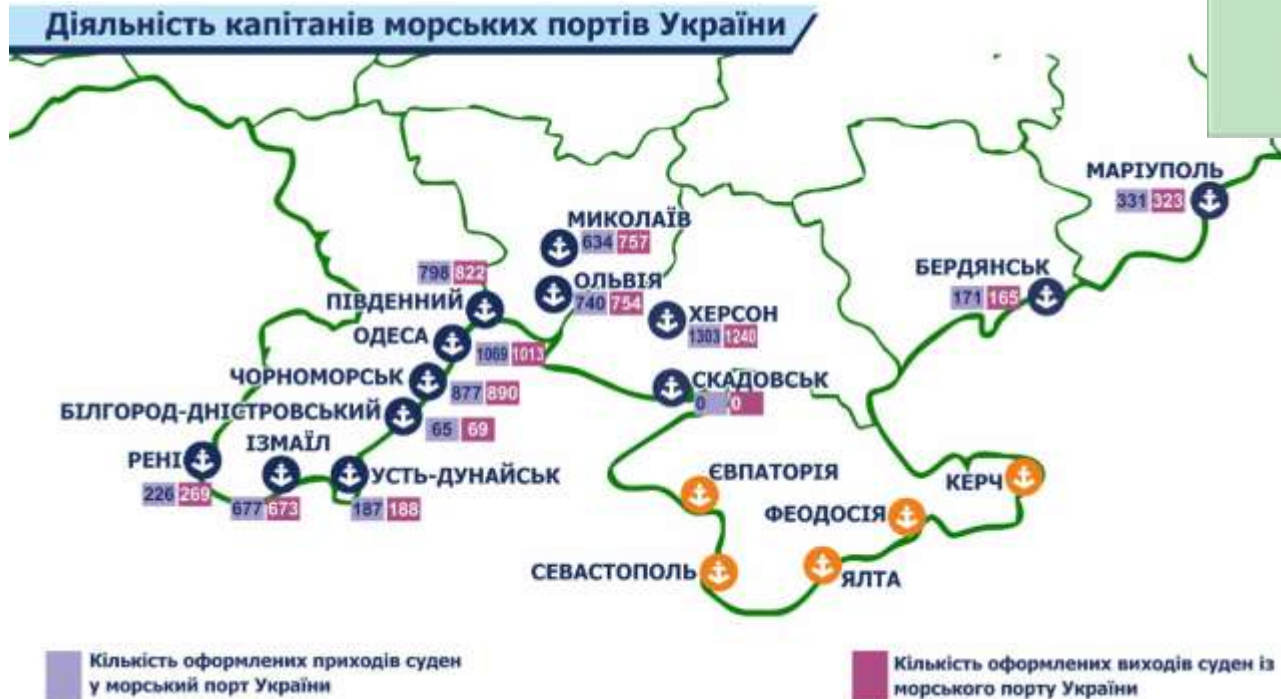 Діяльність капітанів морських портів України
МАРІУПОЛЬ
331 323
МИКОЛАЇВ
634 757
БЕРДЯНСЬК
171 165
798 822
ОЛЬВІЯ
740 754
ПІВДЕННИЙ
ХЕРСОН
1303 1240
ОДЕСА
1069 1013
ЧОРНОМОРСЬК
877 890
СКАДОВСЬК
0 0
БІЛГОРОД-ДНІСТРОВСЬКИЙ
65 69
ІЗМАЇЛ
677 673
РЕНІ
226 269
УСТЬ-ДУНАЙСЬК
187 188
ЄВПАТОРІЯ
КЕРЧ
ФЕОДОСІЯ
СЕВАСТОПОЛЬ
ЯЛТА
Кількість оформлених приходів суден
у морський порт України
Кількість оформлених виходів суден із
морського порту України